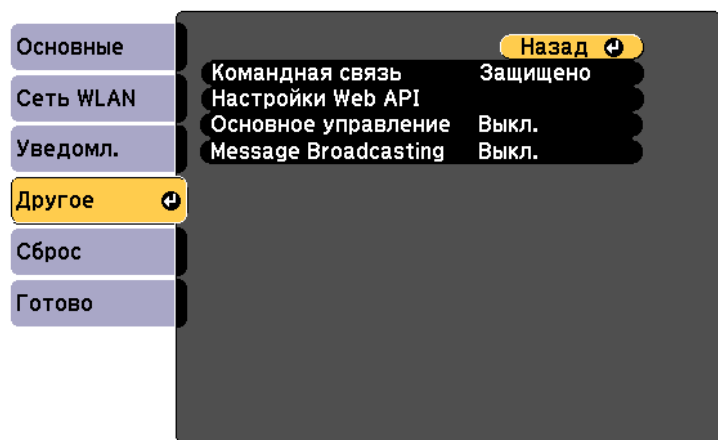 Основные
Сеть WLAN
Уведомл.
Другое
Сброс
Готово
Назад
Командная связь Защищено
Настройки Web API
Основное управление Выкл.
Message Broadcasting Выкл.